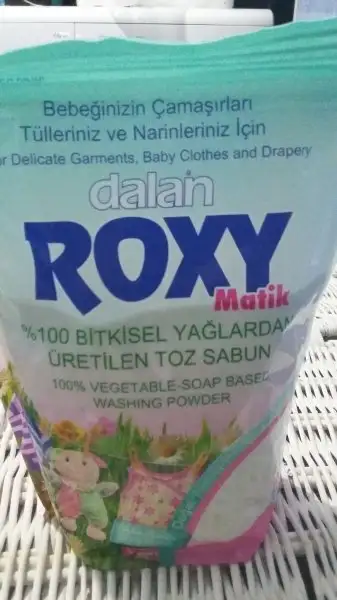 Bebeğinizin Çamaşırları
Tülleriniz ve Narinleriniz İçin
or Delicate Garments, Baby Clothes and Drapery
dalan
ROXY
Matik
%100 BİTKİSEL YAĞLARDAN
ÜRETİLEN TOZ SABUN
100% VEGETABLE-SOAP BASED
WASHING POWDER